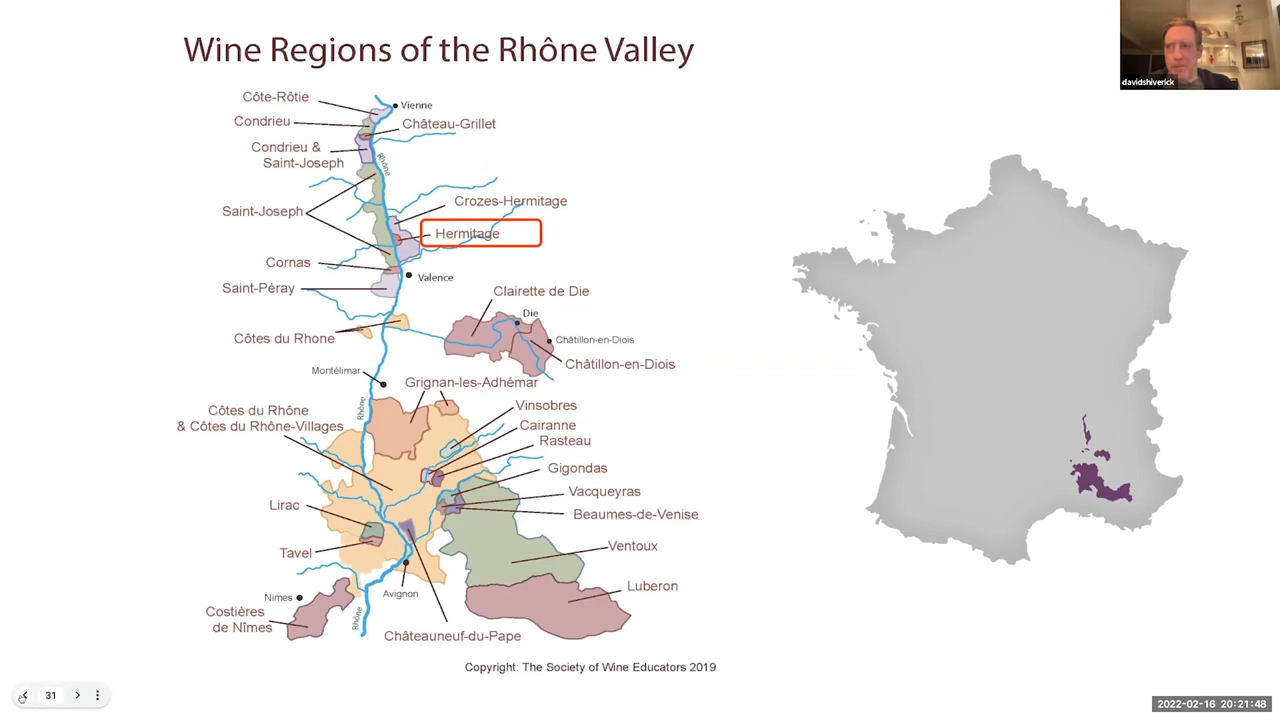 Wine Regions of the Rhône Valley
davidshiverick
Côte-Rôtie
Vienne
Condrieu
Château-Grillet
Condrieu &
Saint-Joseph
Rhône
Crozes-Hermitage
Saint-Joseph
Hermitage
Cornas
Valence
Saint-Péray
Clairette de Die
Die
Côtes du Rhone
Châtillon-en-Diois
Châtillon-en-Diois
Montélimar
Grignan-les-Adhémar
Rhône
Côtes du Rhône
& Côtes du Rhône-Villages
Vinsobres
Cairanne
Rasteau
Gigondas
Vacqueyras
Lirac
Beaumes-de-Venise
Tavel
Ventoux
Luberon
Nimes
Avignon
Costières
de Nîmes
Rhône
Châteauneuf-du-Pape
Copyright: The Society of Wine Educators 2019
31
2022-02-16 20:21:48